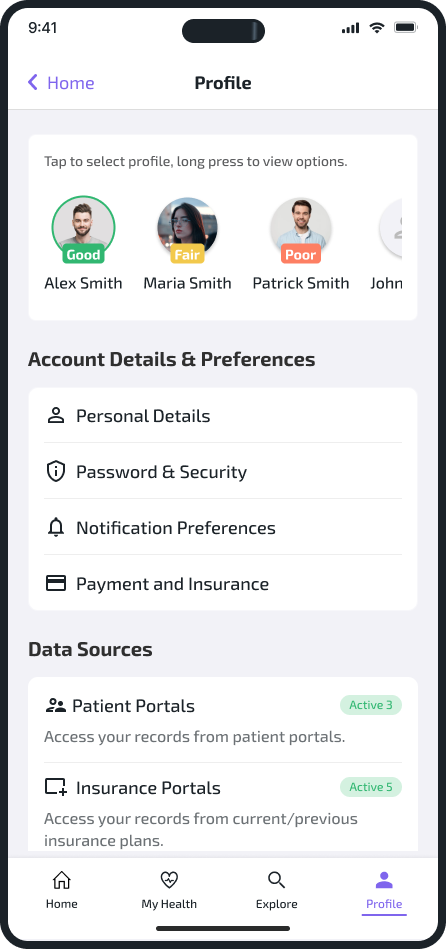 9:41
Home
Profile
Tap to select profile, long press to view options.
Good
Fair
Poor
Alex Smith
Maria Smith
Patrick Smith
John
Account Details & Preferences
Personal Details
Password & Security
Notification Preferences
Payment and Insurance
Data Sources
Patient Portals
Active 3
Access your records from patient portals.
Insurance Portals
Active 5
Access your records from current/previous
insurance plans.
Home
My Health
Explore
Profile